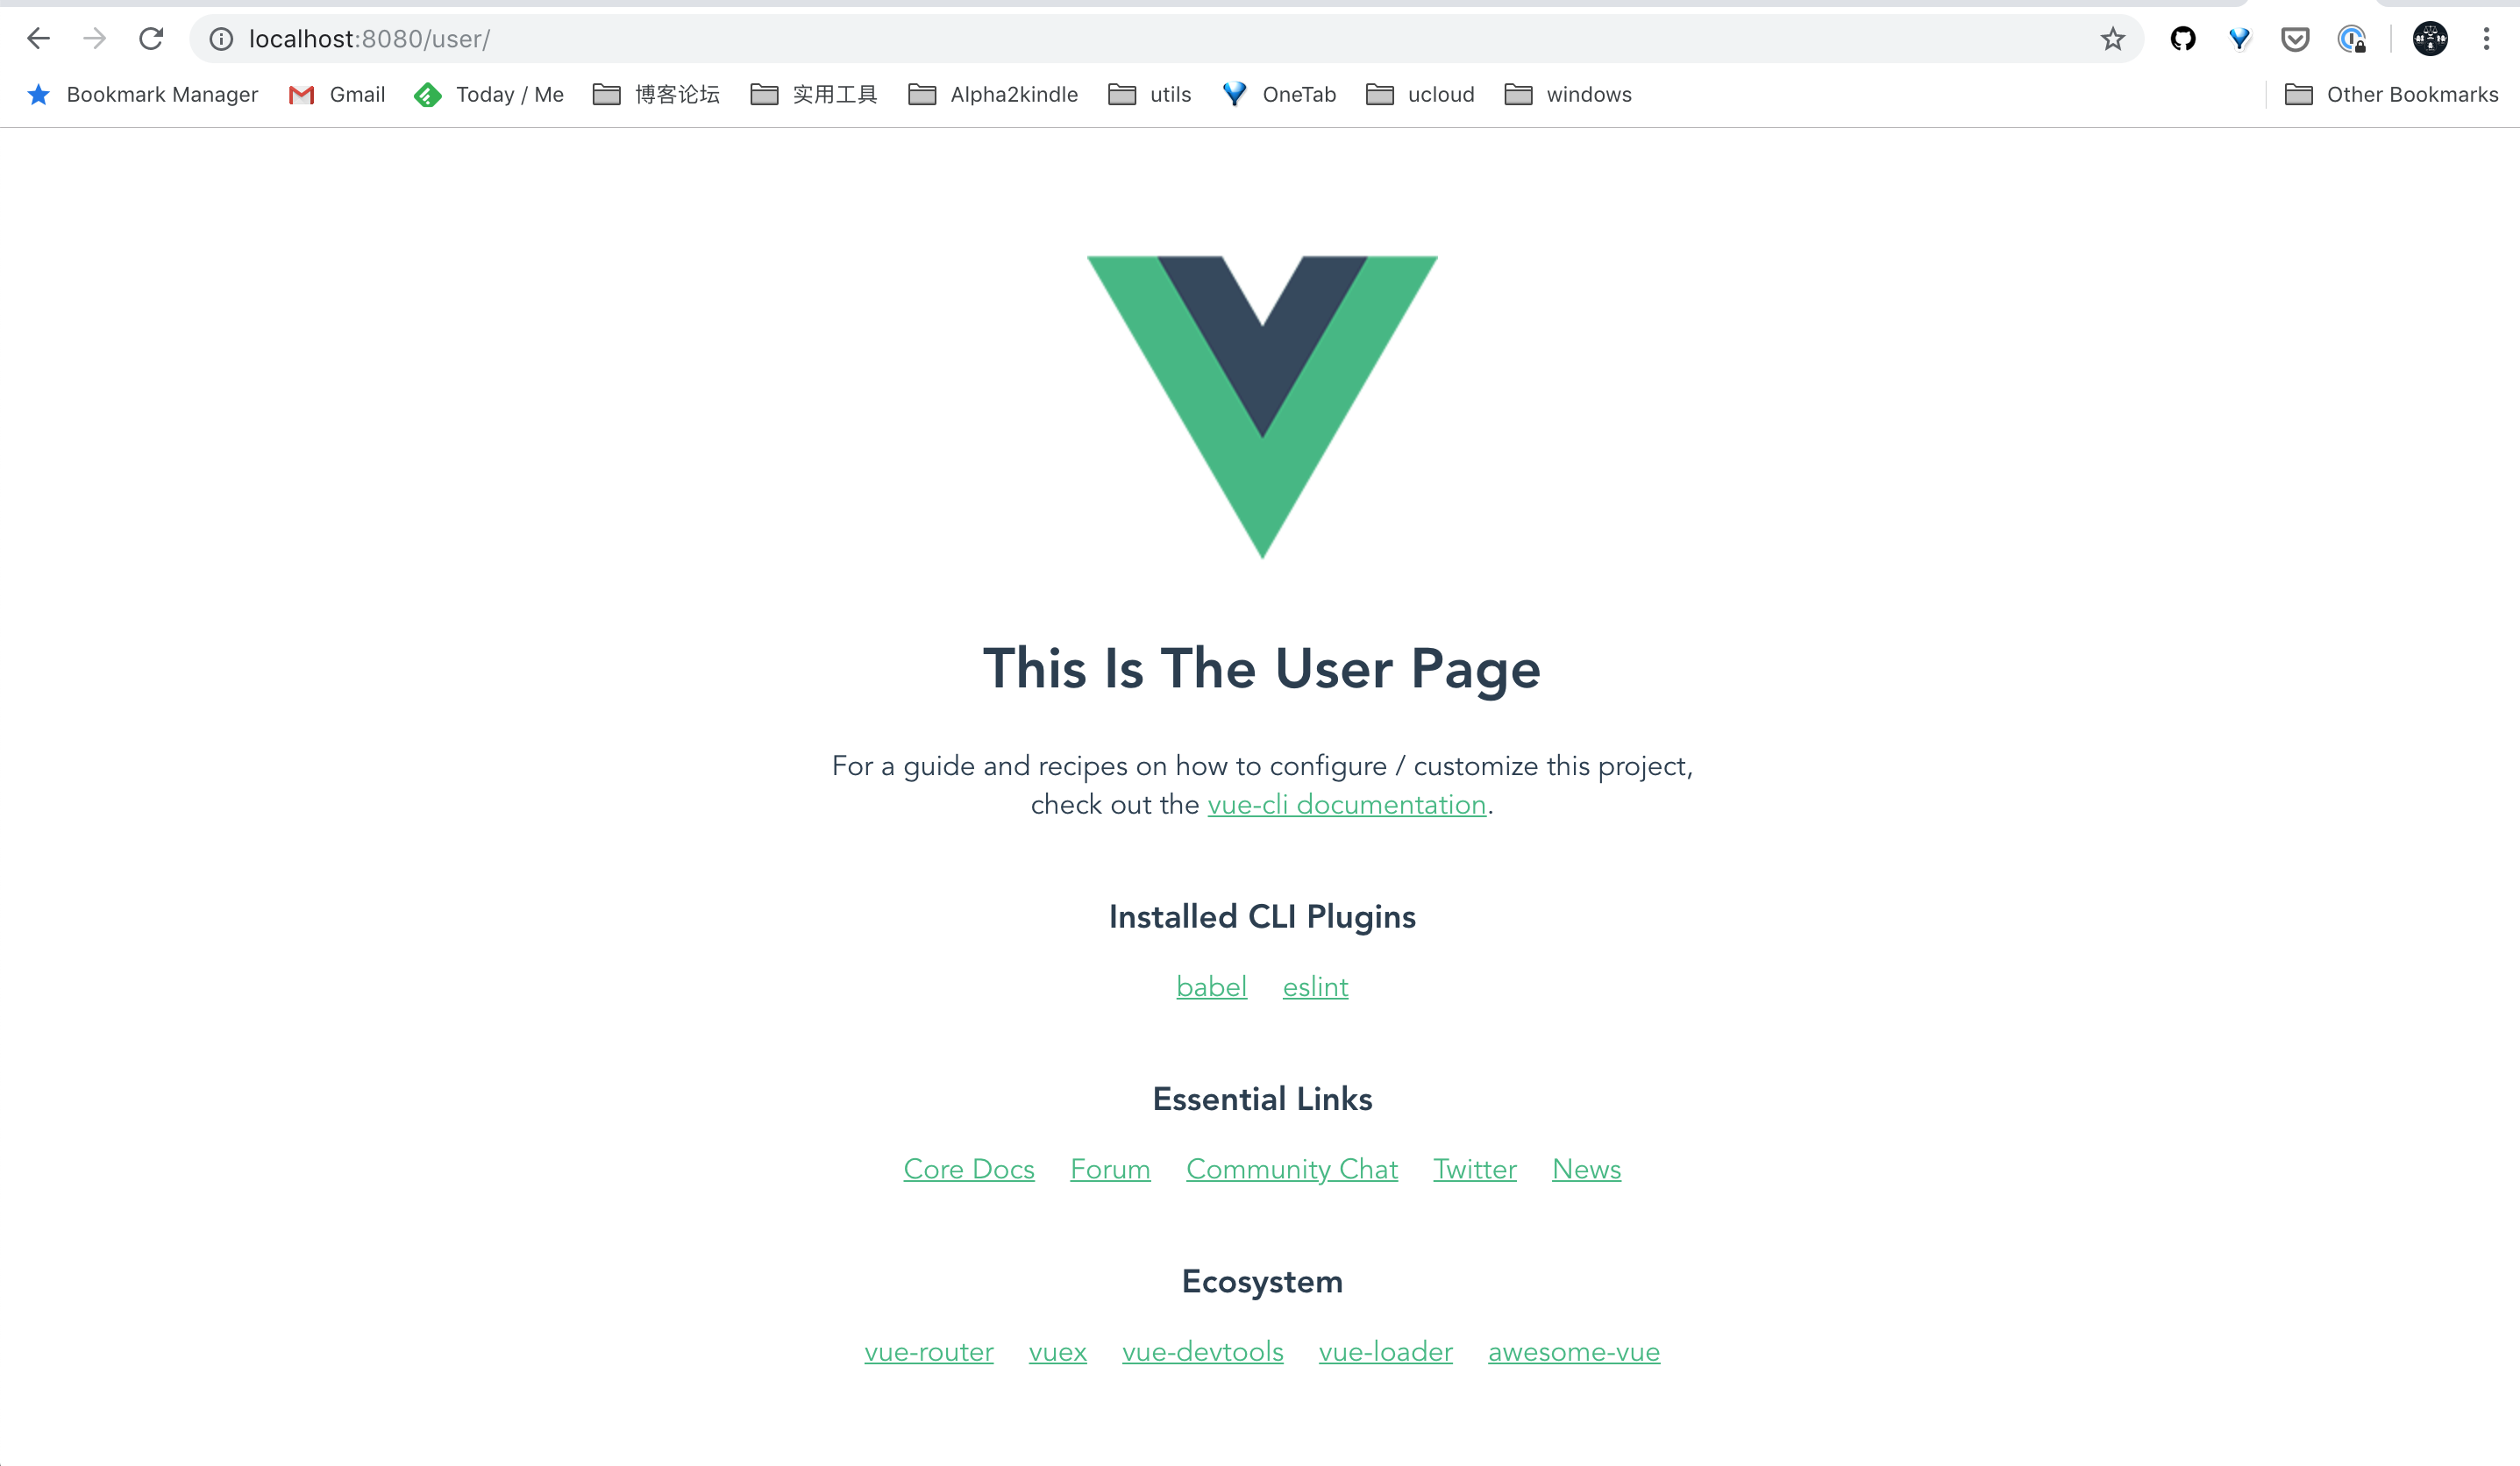 localhost:8080/user/
Bookmark Manager Gmail Today / Me 博客论坛 实用工具 Alpha2kindle utils OneTab ucloud windows Other Bookmarks
This Is The User Page
For a guide and recipes on how to configure / customize this project,
check out the vue-cli documentation.
Installed CLI Plugins
babel eslint
Essential Links
Core Docs Forum Community Chat Twitter News
Ecosystem
vue-router vuex vue-devtools vue-loader awesome-vue